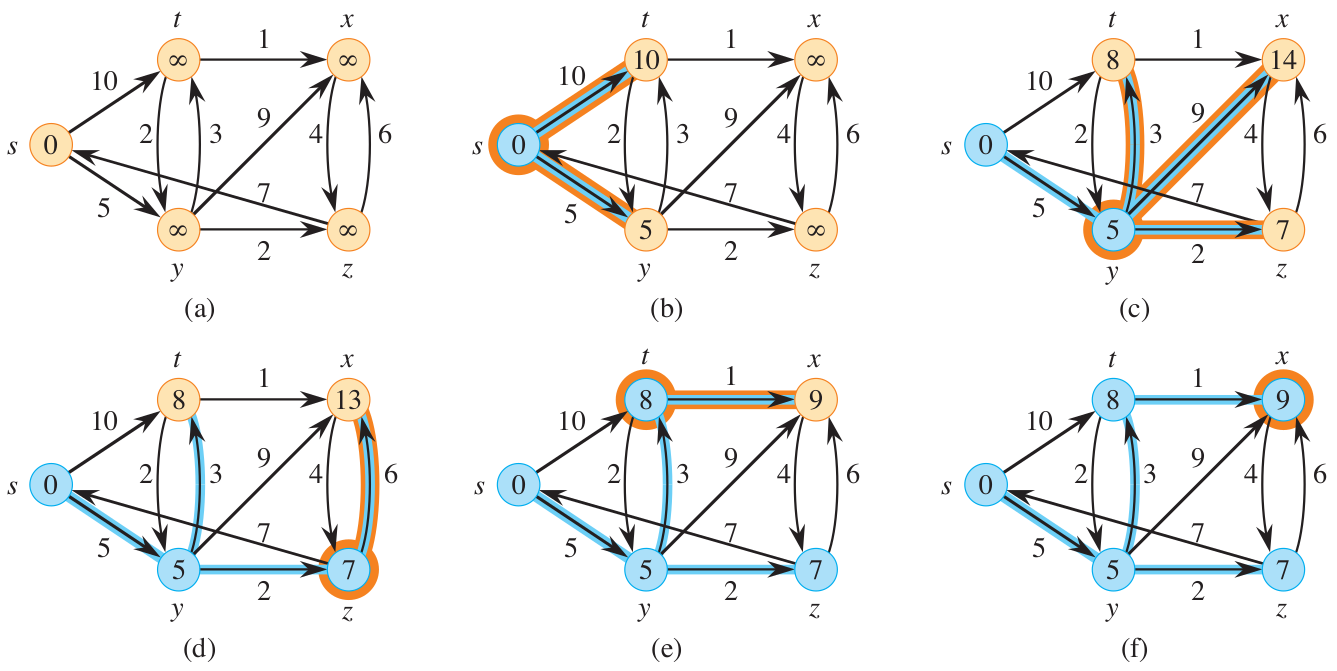 t x t x t x
1 1 1
∞ ∞ 10 ∞ 8 14
10 10 10
s 0 2 3 9 4 6 s 0 2 3 9 4 6 s 0 2 3 9 4 6
5 7 5 7 5 7
∞ ∞ 5 ∞ 5 7
2 2 2
y z y z y z
(a) (b) (c)
t x t x t x
1 1 1
8 13 8 9 8 9
10 10 10
s 0 2 3 9 4 6 s 0 2 3 9 4 6 s 0 2 3 9 4 6
5 7 5 7 5 7
5 7 5 7 5 7
2 2 2
y z y z y z
(d) (e) (f)